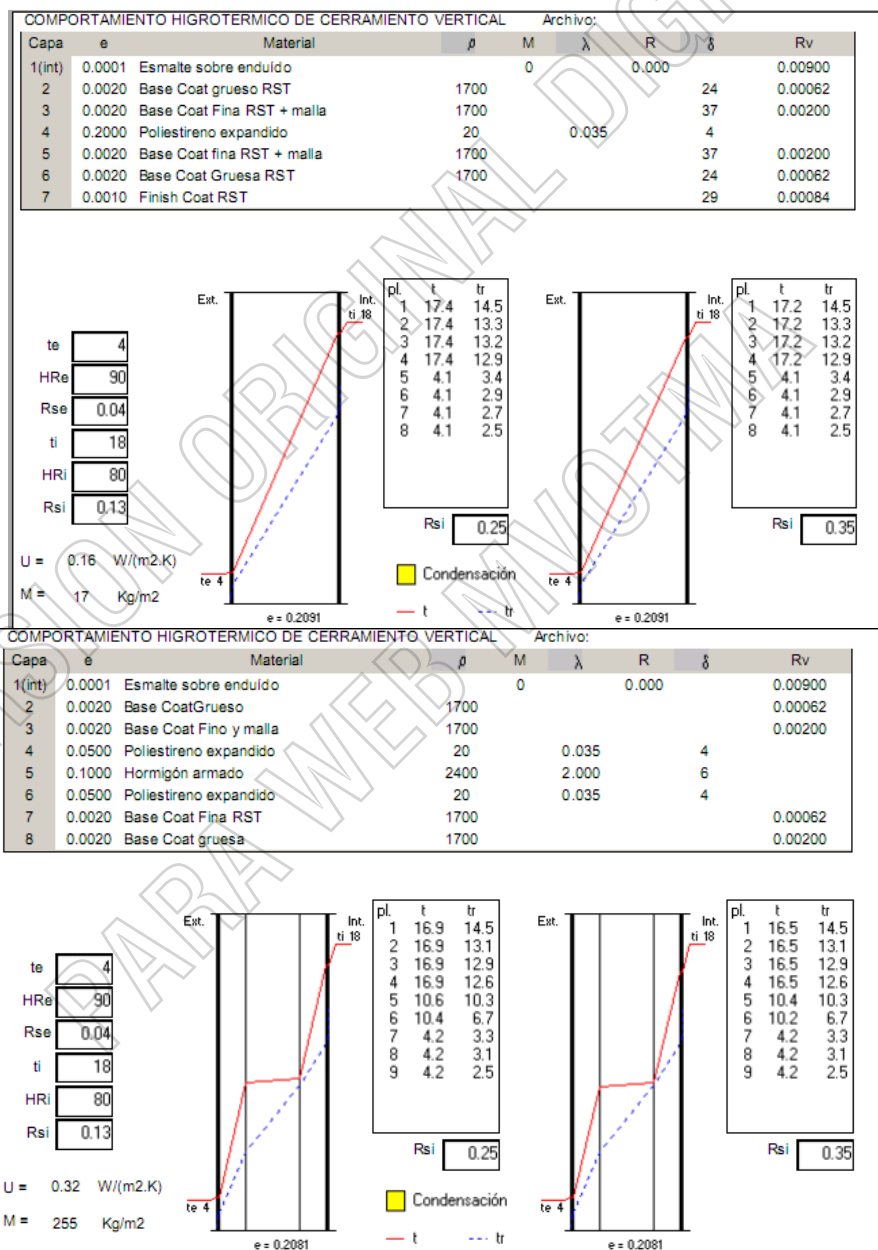 COMPORTAMIENTO HIGROTERMICO DE CERRAMIENTO VERTICAL Archivo:
Capa e Material ρ M λ R δ Rv
1(int) 0.0001 Esmalte sobre enduído 0 0.000 0.00900
2 0.0020 Base Coat grueso RST 1700 24 0.00062
3 0.0020 Base Coat Fina RST + malla 1700 37 0.00200
4 0.2000 Poliestireno expandido 20 0.035 4
5 0.0020 Base Coat fina RST + malla 1700 37 0.00200
6 0.0020 Base Coat Gruesa RST 1700 24 0.00062
7 0.0010 Finish Coat RST 29 0.00084
te 4
HRe 90
Rse 0.04
ti 18
HRi 80
Rsi 0.13
U = 0.16 W/(m2.K)
M = 17 Kg/m2
Ext. Int.
ti 18
te 4
e = 0.2091
pl. t tr
1 17.4 14.5
2 17.4 13.3
3 17.4 13.2
4 17.4 12.9
5 4.1 3.4
6 4.1 2.9
7 4.1 2.7
8 4.1 2.5
Rsi 0.25
Condensación
t tr
Ext. Int.
ti 18
te 4
e = 0.2091
pl. t tr
1 17.2 14.5
2 17.2 13.3
3 17.2 13.2
4 17.2 12.9
5 4.1 3.4
6 4.1 2.9
7 4.1 2.7
8 4.1 2.5
Rsi 0.35
COMPORTAMIENTO HIGROTERMICO DE CERRAMIENTO VERTICAL Archivo:
Capa e Material ρ M λ R δ Rv
1(int) 0.0001 Esmalte sobre enduído 0 0.000 0.00900
2 0.0020 Base CoatGrueso 1700 0.00062
3 0.0020 Base Coat Fino y malla 1700 0.00200
4 0.0500 Poliestireno expandido 20 0.035 4
5 0.1000 Hormigón armado 2400 2.000 6
6 0.0500 Poliestireno expandido 20 0.035 4
7 0.0020 Base Coat Fina RST 1700 0.00062
8 0.0020 Base Coat gruesa 1700 0.00200
te 4
HRe 90
Rse 0.04
ti 18
HRi 80
Rsi 0.13
U = 0.32 W/(m2.K)
M = 255 Kg/m2
Ext. Int.
ti 18
te 4
e = 0.2081
pl. t tr
1 16.9 14.5
2 16.9 13.1
3 16.9 12.9
4 16.9 12.6
5 10.6 10.3
6 10.4 6.7
7 4.2 3.3
8 4.2 3.1
9 4.2 2.5
Rsi 0.25
Condensación
t tr
Ext. Int.
ti 18
te 4
e = 0.2081
pl. t tr
1 16.5 14.5
2 16.5 13.1
3 16.5 12.9
4 16.5 12.6
5 10.4 10.3
6 10.2 6.7
7 4.2 3.3
8 4.2 3.1
9 4.2 2.5
Rsi 0.35
SION ORIGINAL DIGI
PARA WEB MVOTMA